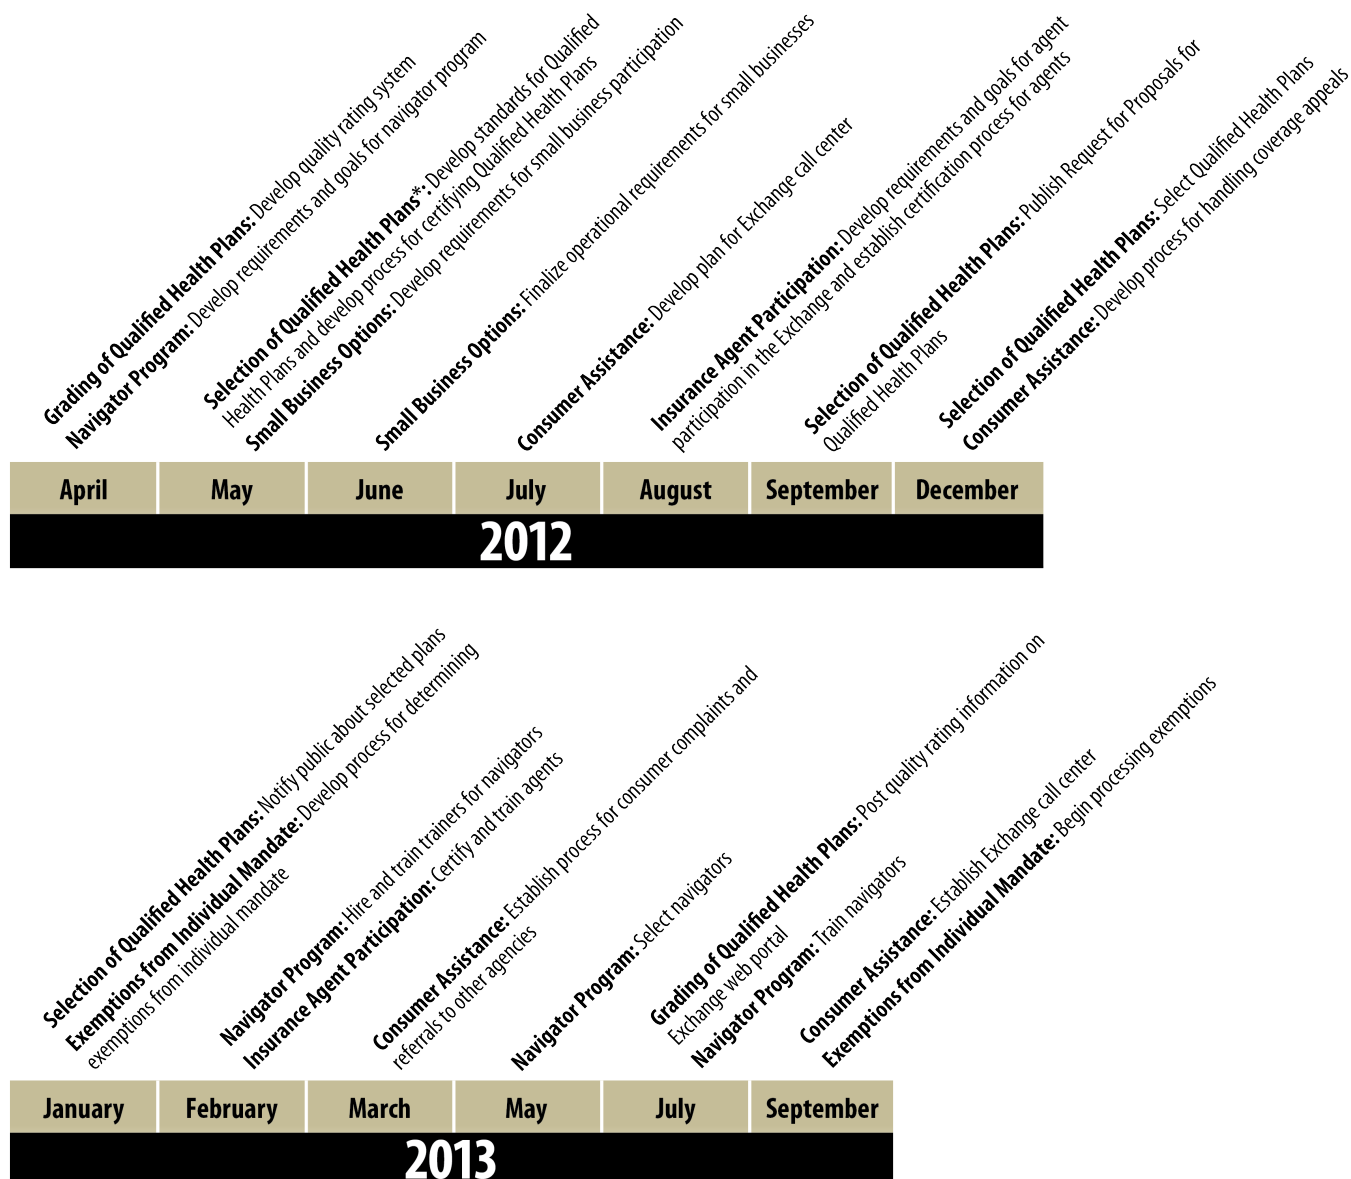 Grading of Qualified Health Plans: Develop quality rating system
Navigator Program: Develop requirements and goals for navigator program
Selection of Qualified Health Plans*: Develop standards for Qualified
Health Plans and develop process for certifying Qualified Health Plans
Small Business Options: Develop requirements for small business participation
Small Business Options: Finalize operational requirements for small businesses
Consumer Assistance: Develop plan for Exchange call center
Insurance Agent Participation: Develop requirements and goals for agent
participation in the Exchange and establish certification process for agents
Selection of Qualified Health Plans: Publish Request for Proposals for
Qualified Health Plans
Selection of Qualified Health Plans: Select Qualified Health Plans
Consumer Assistance: Develop process for handling coverage appeals
April May June July August September December
2012
Selection of Qualified Health Plans: Notify public about selected plans
Exemptions from Individual Mandate: Develop process for determining
exemptions from individual mandate
Navigator Program: Hire and train trainers for navigators
Insurance Agent Participation: Certify and train agents
Consumer Assistance: Establish process for consumer complaints and
referrals to other agencies
Navigator Program: Select navigators
Grading of Qualified Health Plans: Post quality rating information on
Exchange web portal
Navigator Program: Train navigators
Consumer Assistance: Establish Exchange call center
Exemptions from Individual Mandate: Begin processing exemptions
January February March May July September
2013